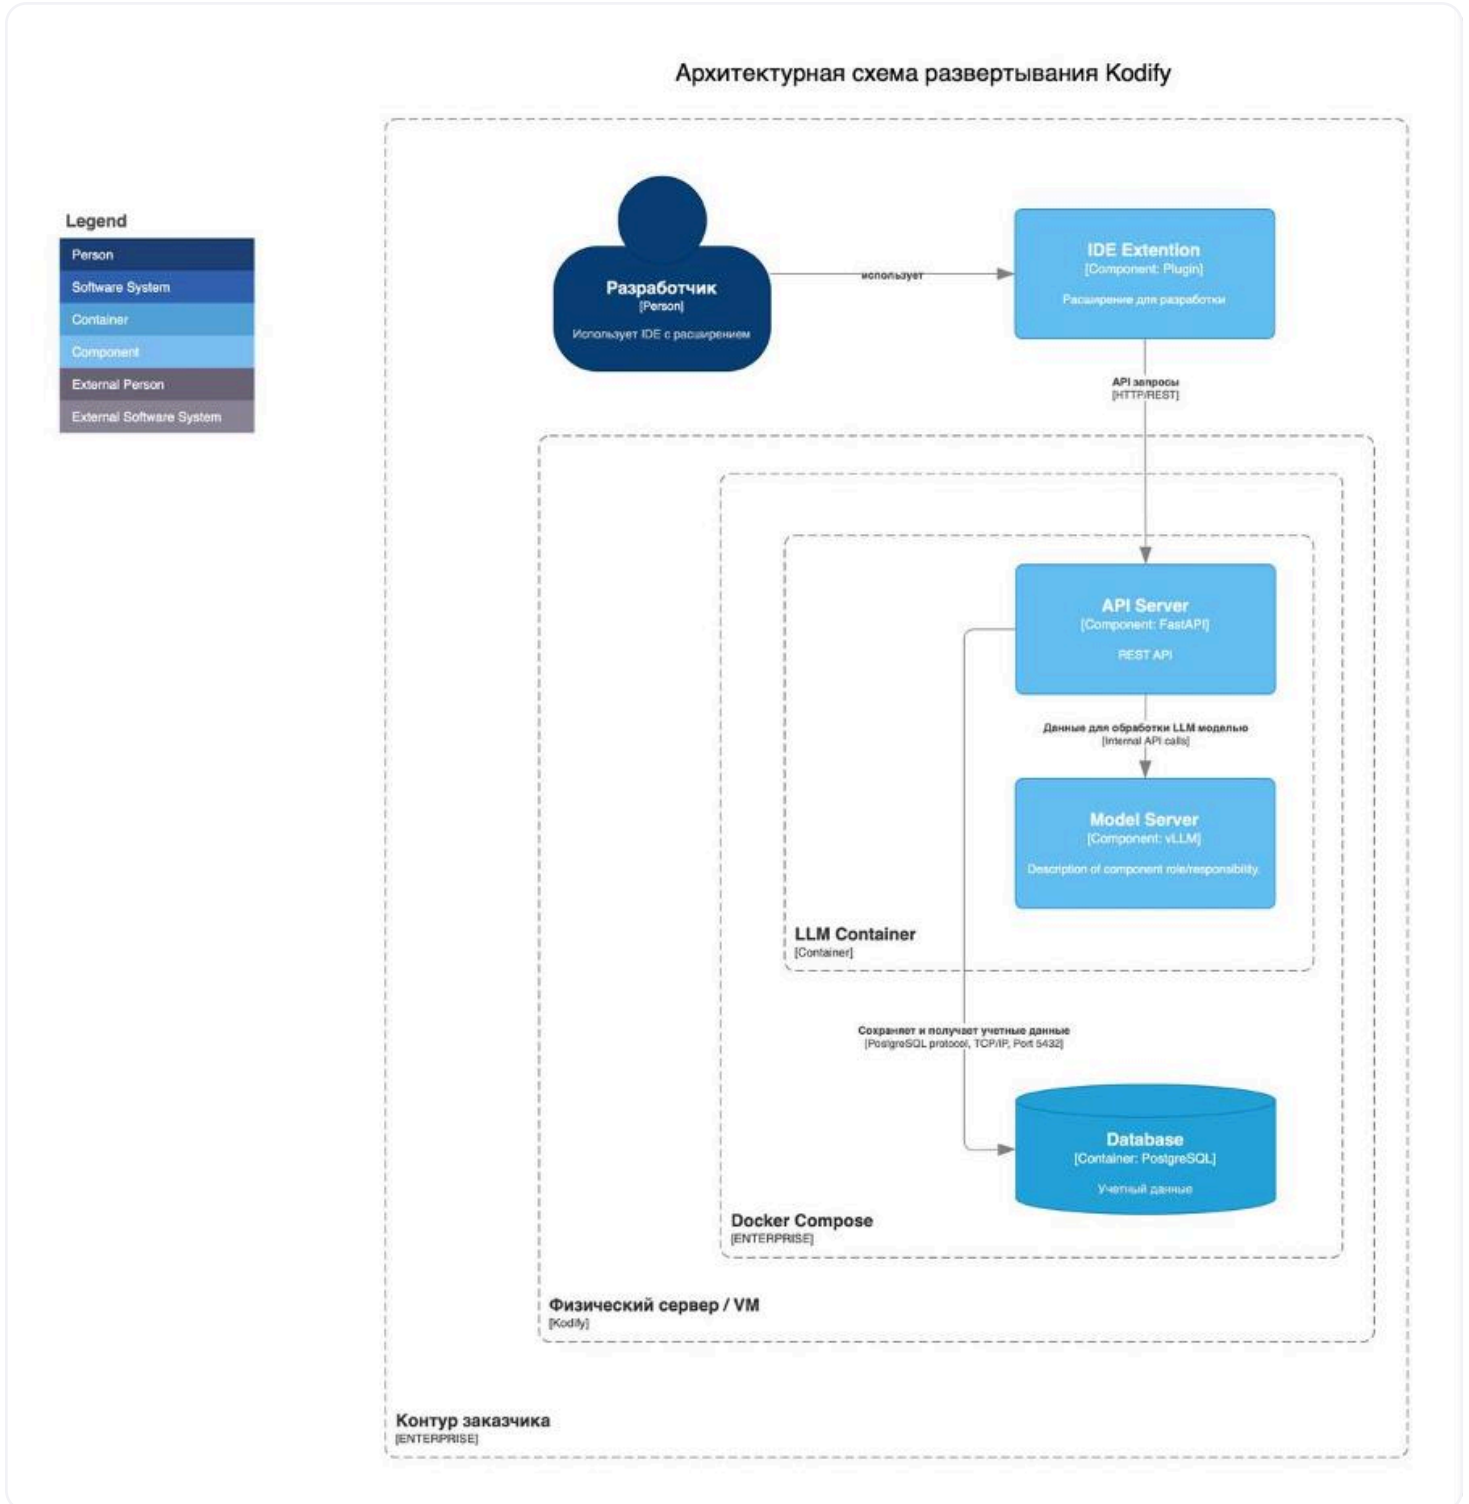 Архитектурная схема развертывания Kodify
Legend
Person
Software System
Container
Component
External Person
External Software System
Разработчик
[Person]
Использует IDE с расширением
использует
IDE Extention
[Component: Plugin]
Расширение для разработки
API запросы
[HTTP/REST]
API Server
[Component: FastAPI]
REST API
Данные для обработки LLM моделью
[Internal API calls]
Model Server
[Component: vLLM]
Description of component role/responsibility.
LLM Container
[Container]
Сохраняет и получает учетные данные
[PostgreSQL protocol, TCP/IP, Port 5432]
Database
[Container: PostgreSQL]
Учетный данные
Docker Compose
[ENTERPRISE]
Физический сервер / VM
[Kodify]
Контур заказчика
[ENTERPRISE]